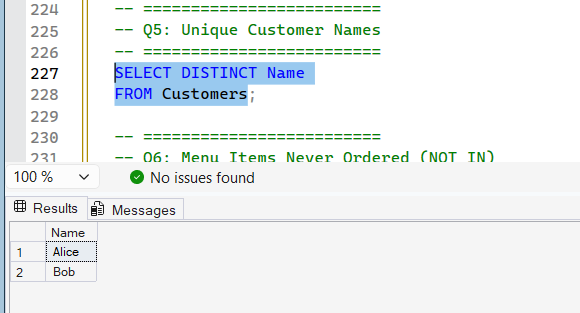 224 -- =========================
225 -- Q5: Unique Customer Names
226 -- =========================
227 SELECT DISTINCT Name
228 FROM Customers;
229
230 -- =========================
231 -- Q6: Menu Items Never Ordered (NOT IN)
100 % No issues found
Results Messages
Name
1 Alice
2 Bob